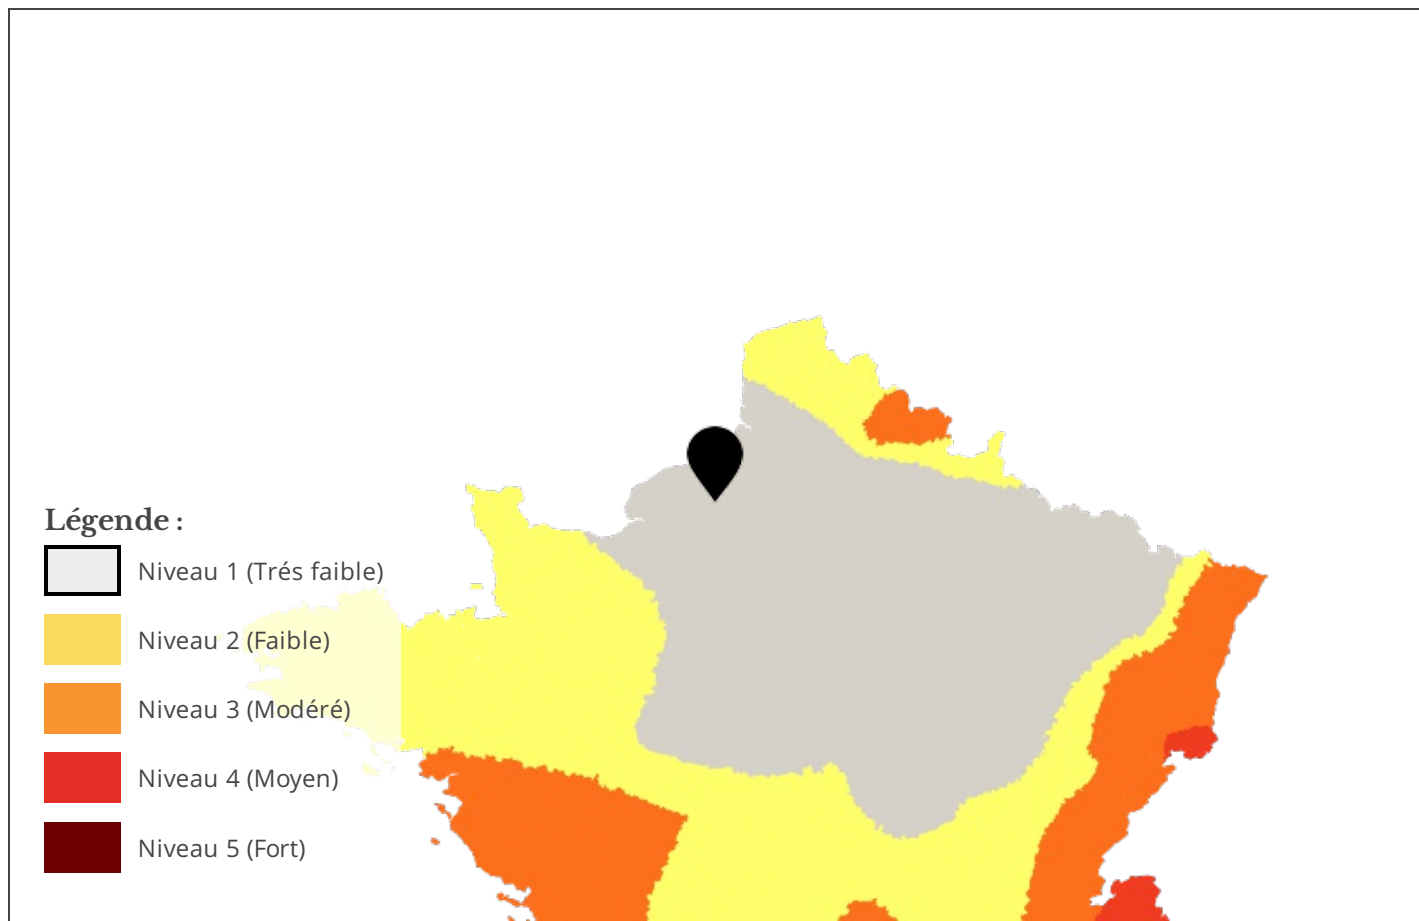 Légende :
Niveau 1 (Trés faible)
Niveau 2 (Faible)
Niveau 3 (Modéré)
Niveau 4 (Moyen)
Niveau 5 (Fort)